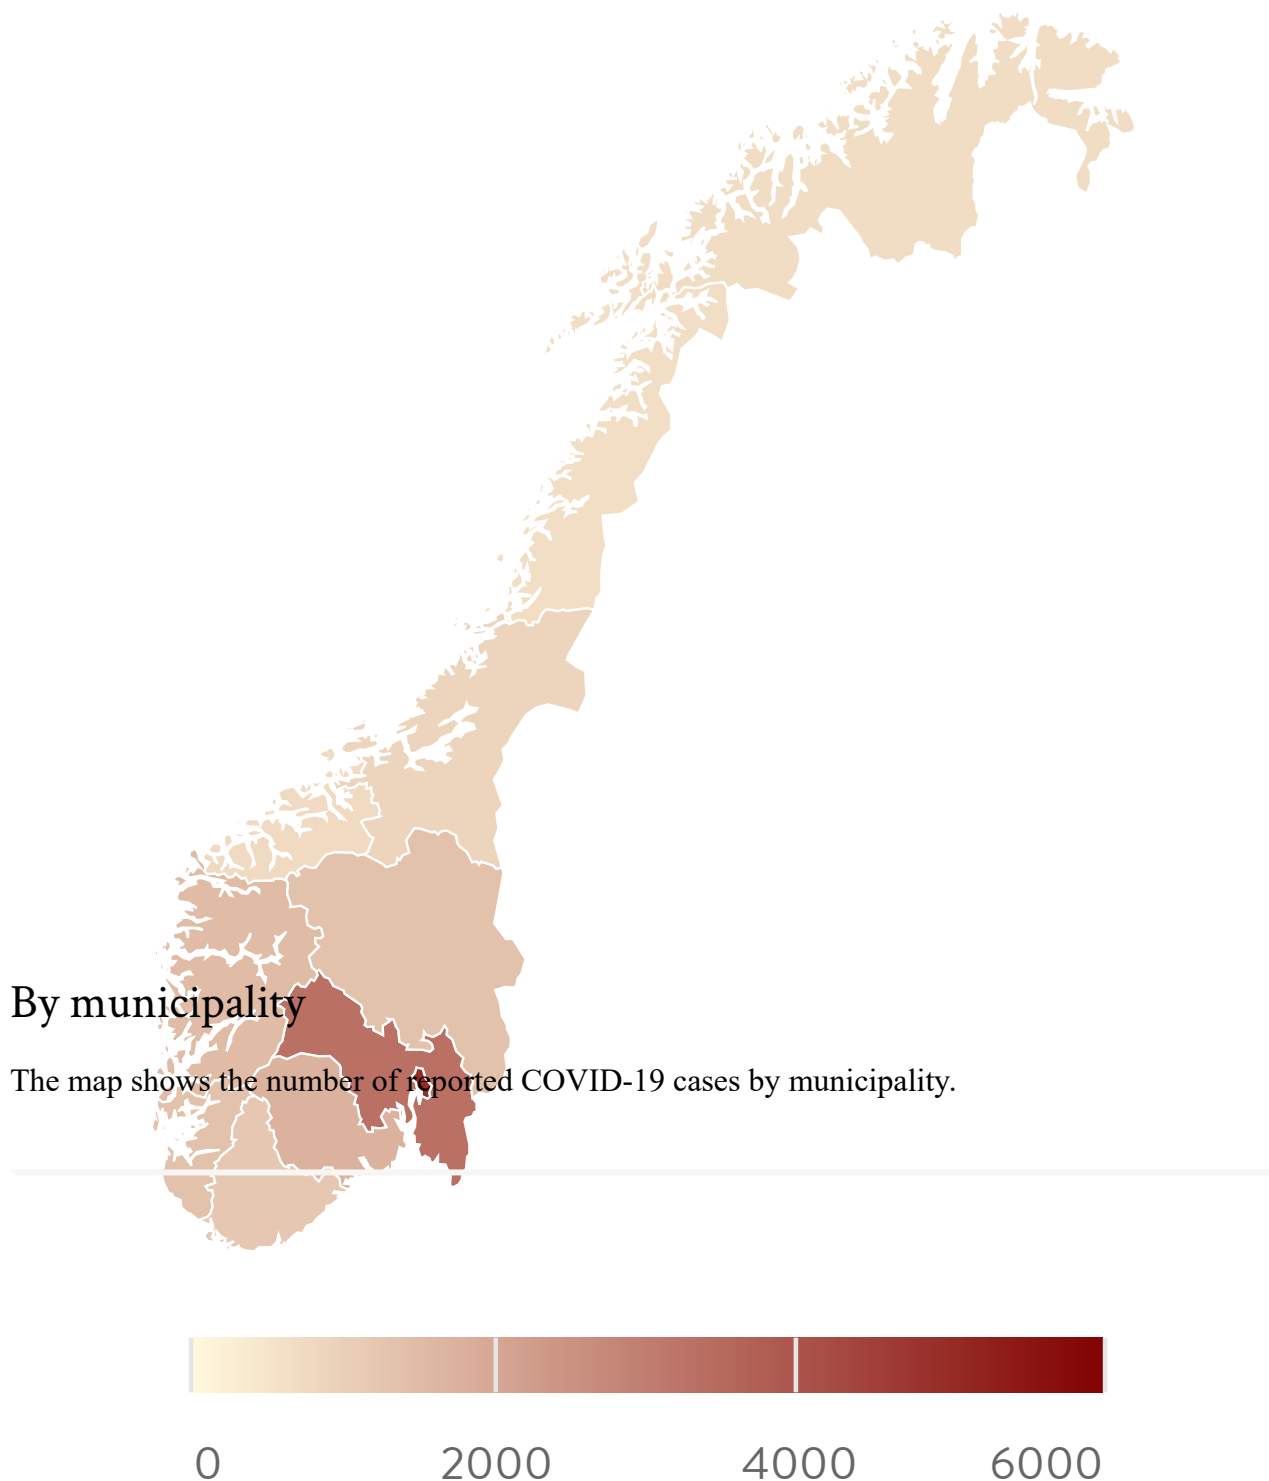 By municipality
The map shows the number of reported COVID-19 cases by municipality.
0 2000 4000 6000